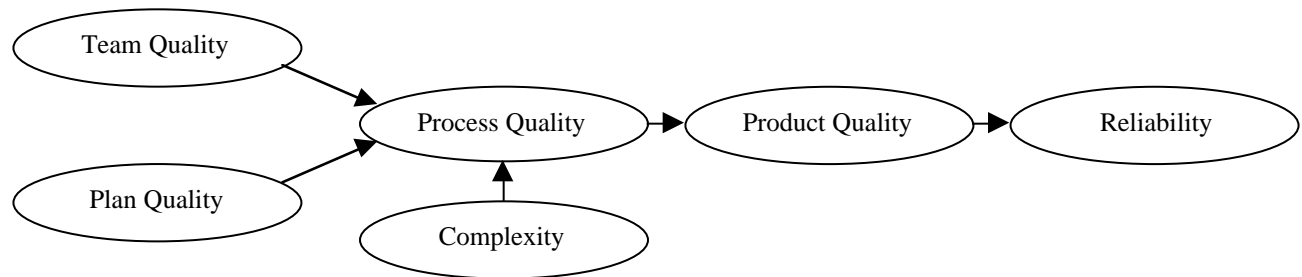 Team Quality
Process Quality
Product Quality
Reliability
Plan Quality
Complexity